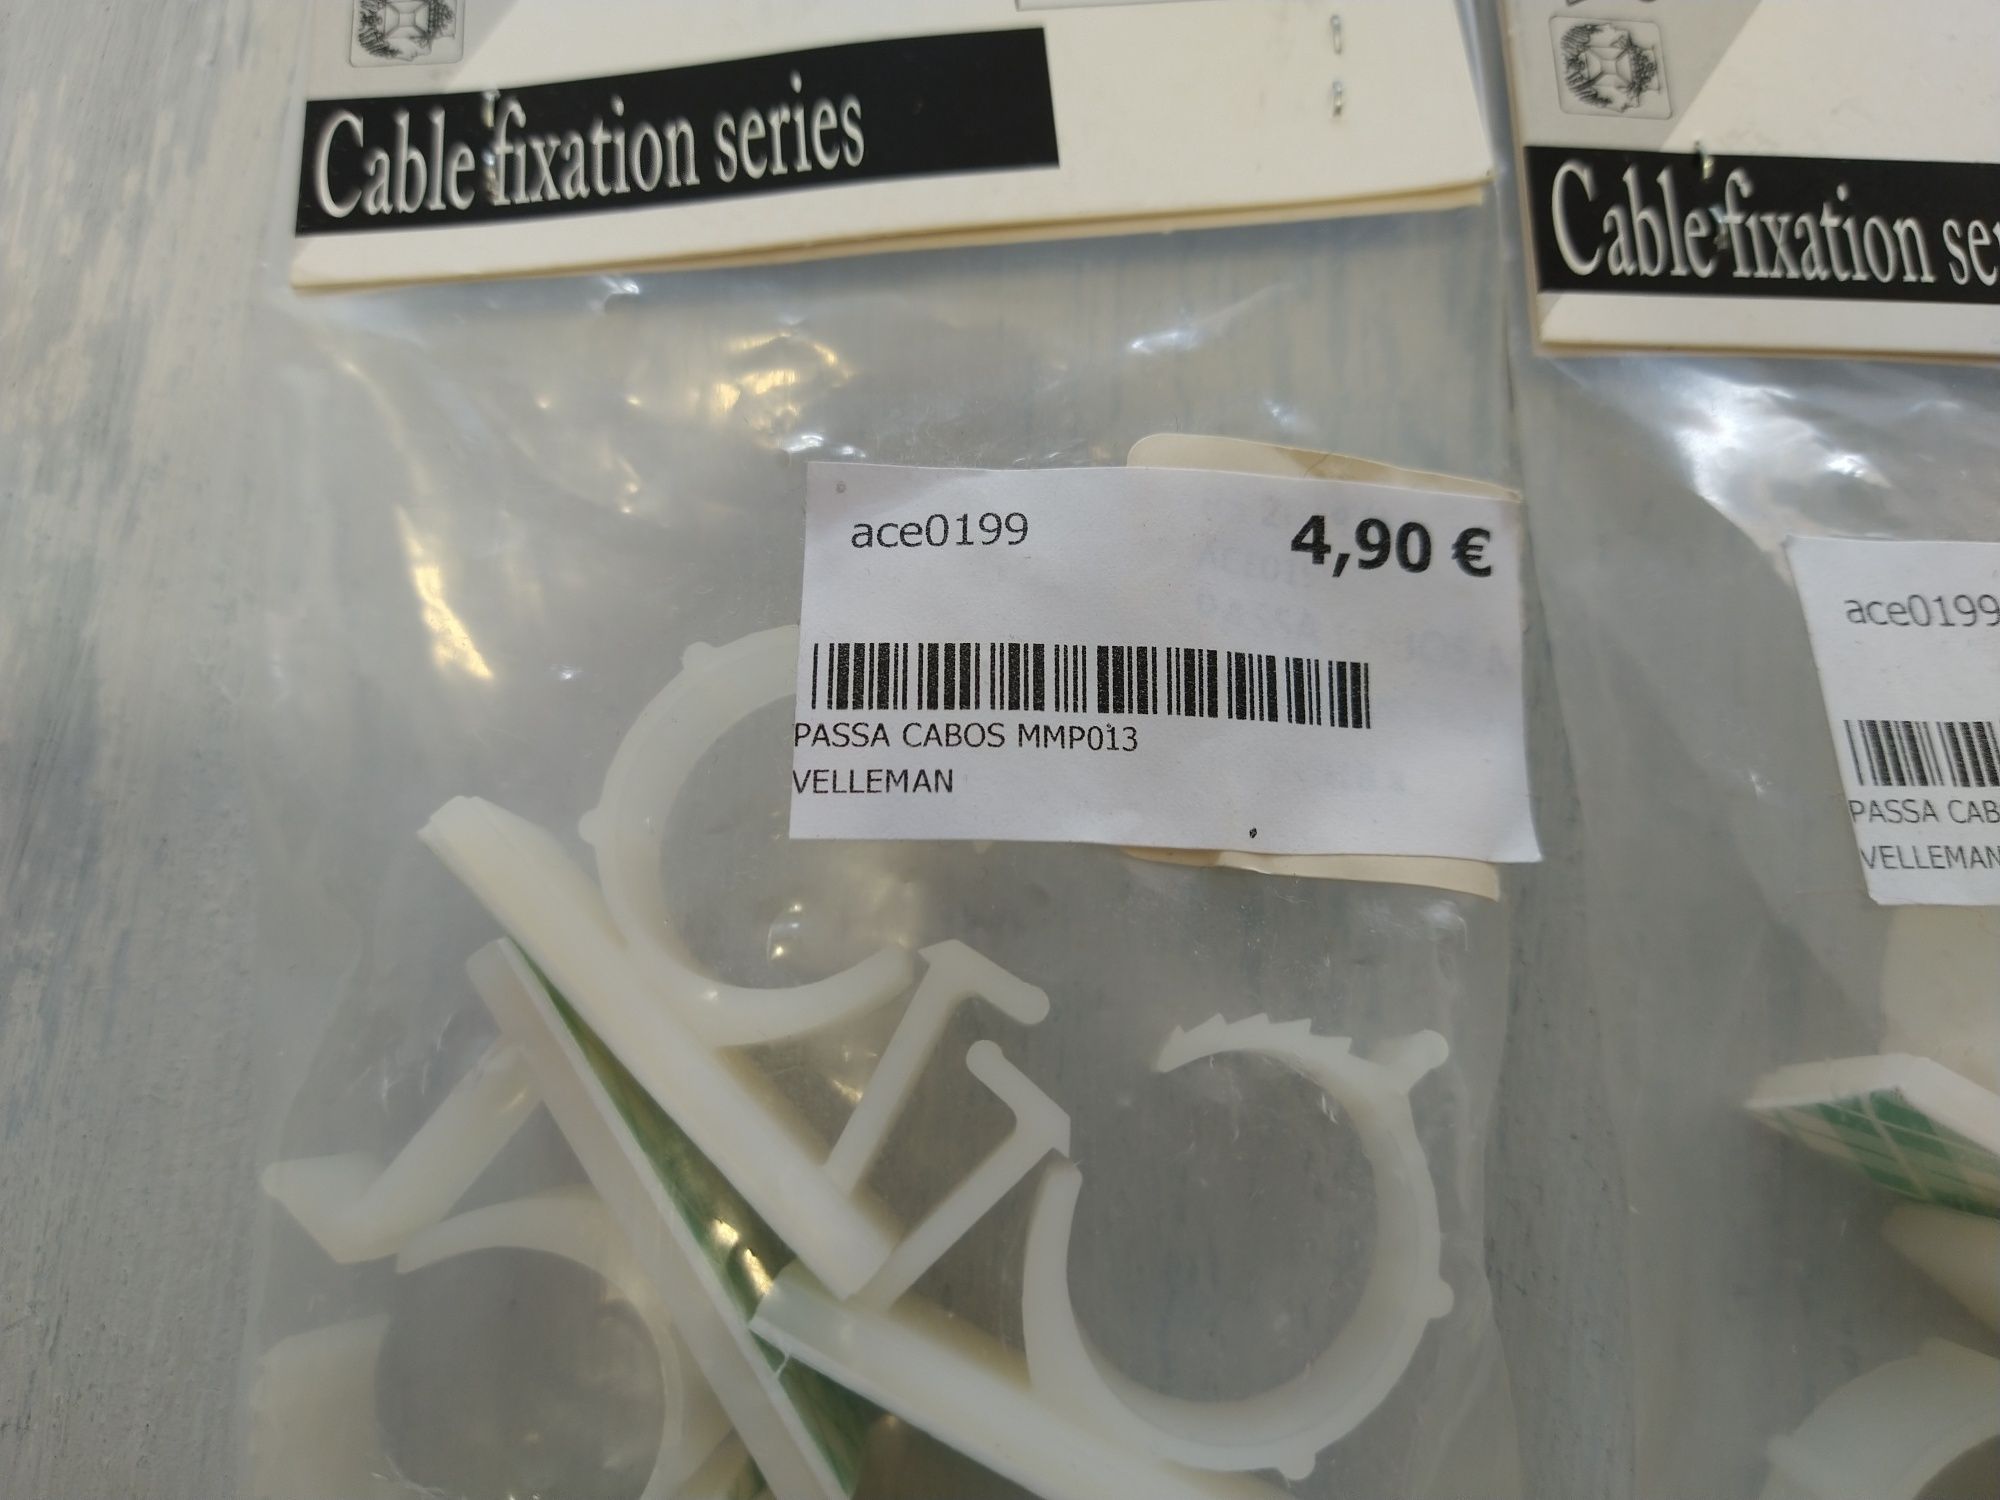 Cable fixation series
ace0199
4,90 €
PASSA CABOS MMP013
VELLEMAN
Cable fixation se
ace0199
PASSA CAB
VELLEMAN